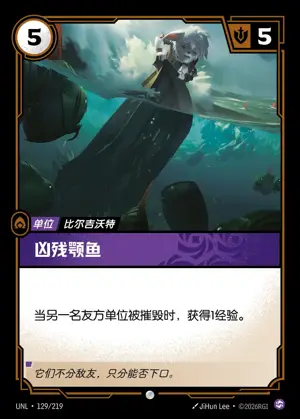 5
5
单位
比尔吉沃特
凶残颚鱼
当另一名友方单位被摧毁时，获得1经验。
它们不分敌友，只分能否下口。
UNL • 129/219
JiHun Lee • ©2026RGI